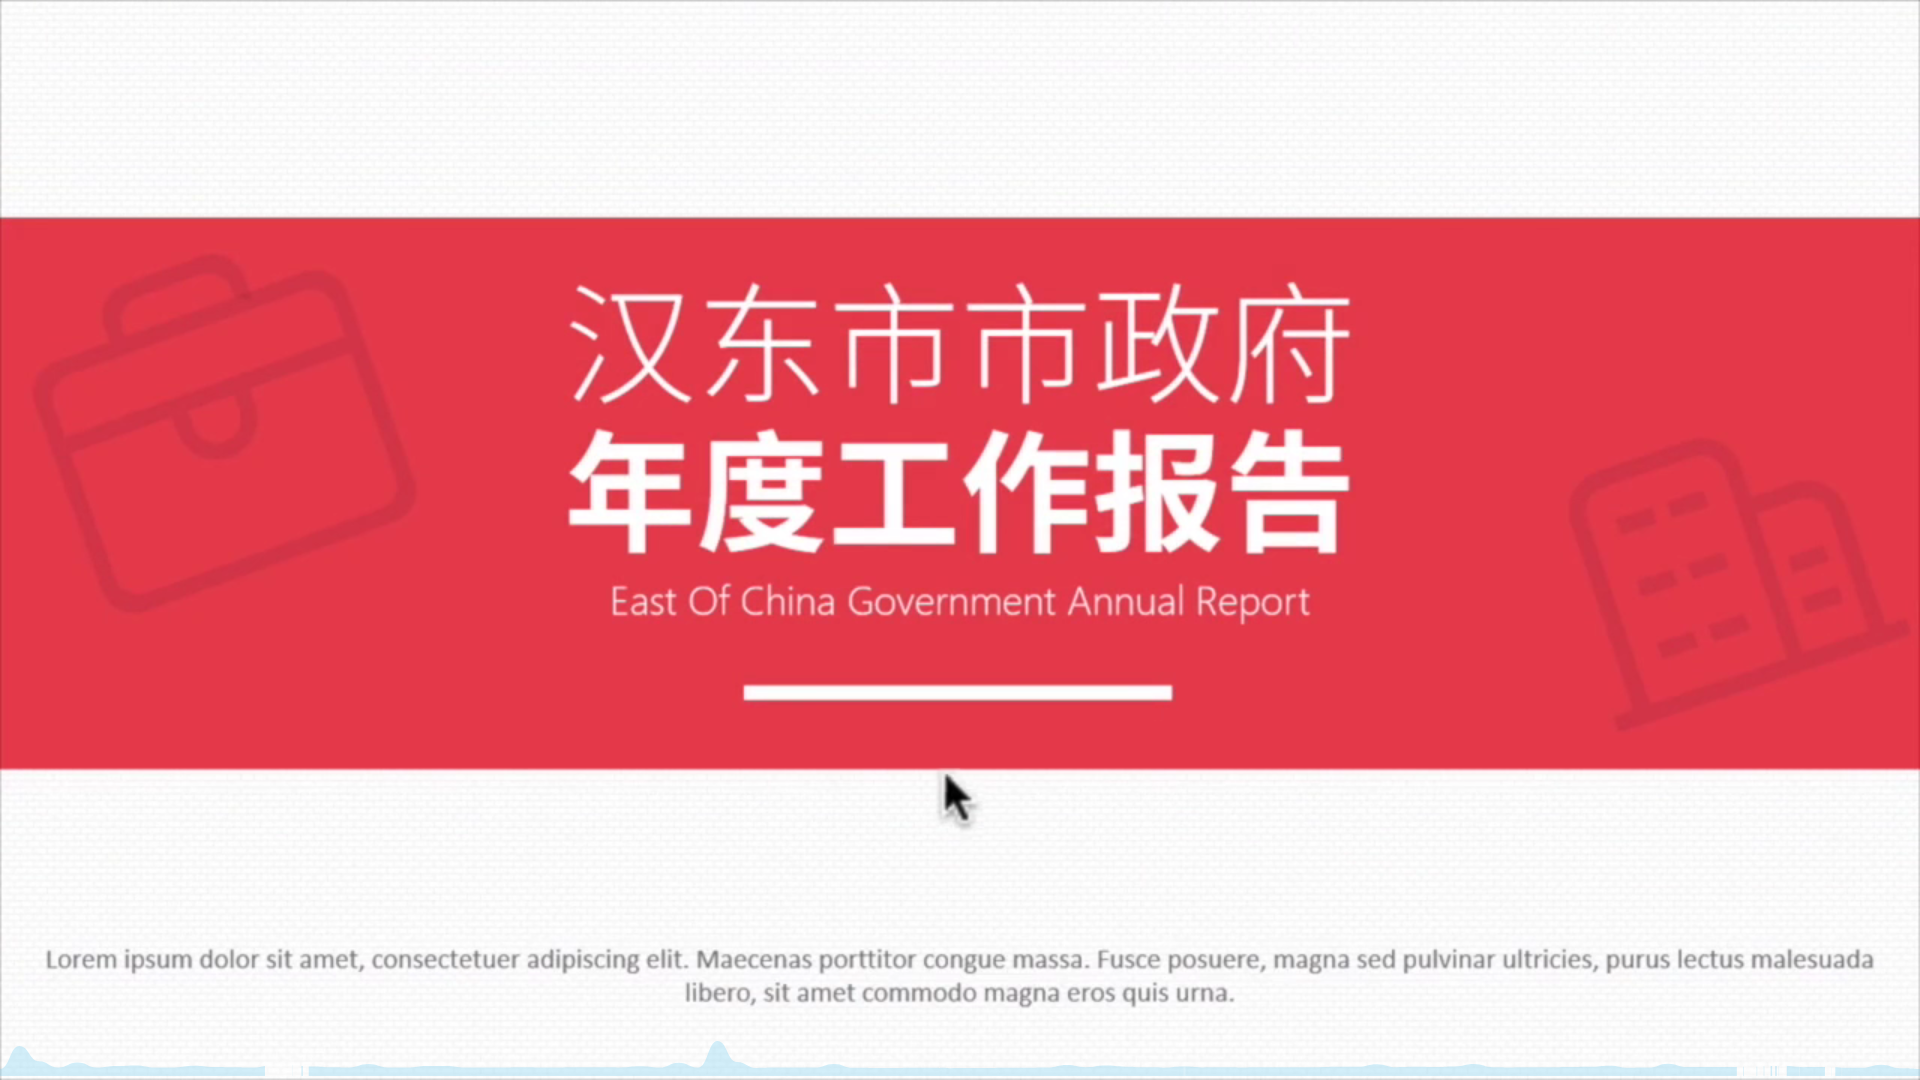 汉东市市政府
年度工作报告
East Of China Government Annual Report
Lorem ipsum dolor sit amet, consectetuer adipiscing elit. Maecenas porttitor congue massa. Fusce posuere, magna sed pulvinar ultricies, purus lectus malesuada
libero, sit amet commodo magna eros quis urna.